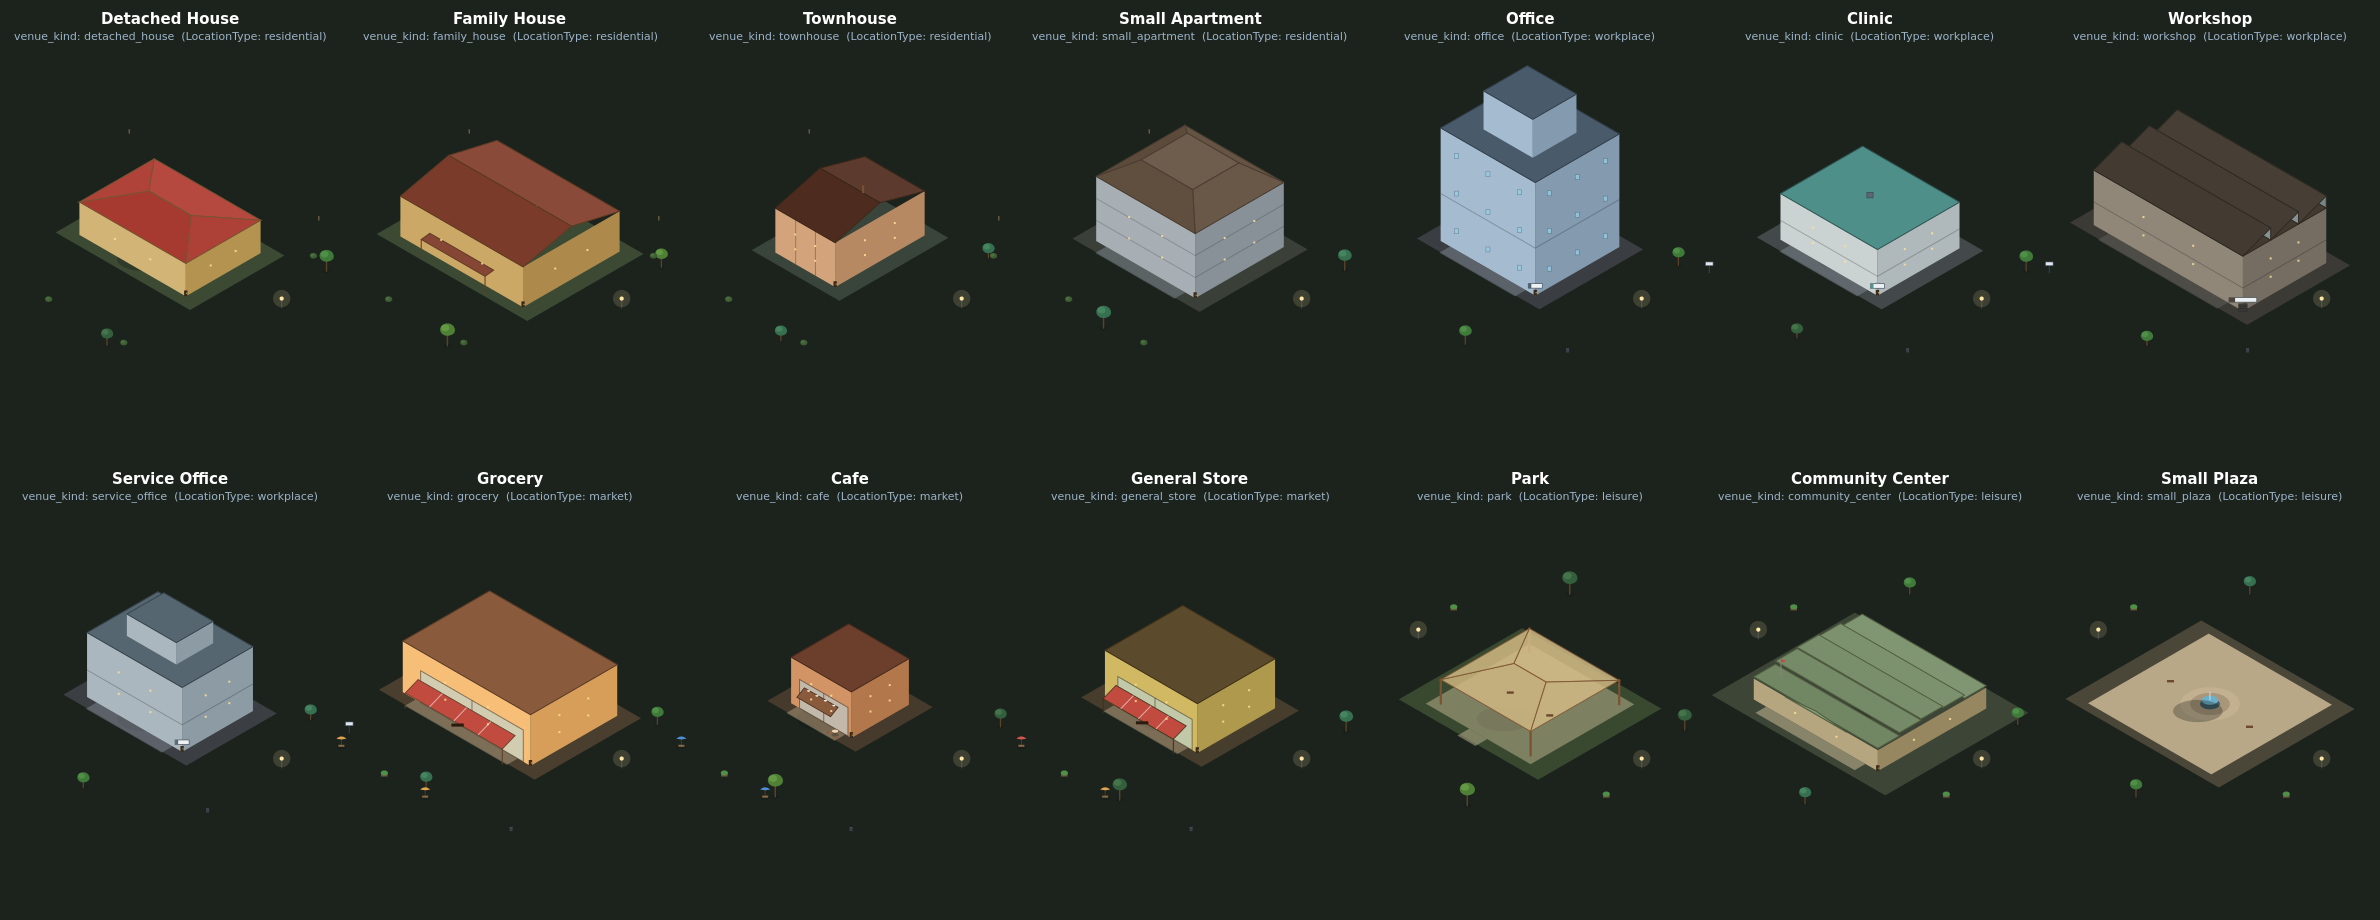 Detached House
venue_kind: detached_house (LocationType: residential)
Family House
venue_kind: family_house (LocationType: residential)
Townhouse
venue_kind: townhouse (LocationType: residential)
Small Apartment
venue_kind: small_apartment (LocationType: residential)
Office
venue_kind: office (LocationType: workplace)
Clinic
venue_kind: clinic (LocationType: workplace)
Workshop
venue_kind: workshop (LocationType: workplace)
Service Office
venue_kind: service_office (LocationType: workplace)
Grocery
venue_kind: grocery (LocationType: market)
Cafe
venue_kind: cafe (LocationType: market)
General Store
venue_kind: general_store (LocationType: market)
Park
venue_kind: park (LocationType: leisure)
Community Center
venue_kind: community_center (LocationType: leisure)
Small Plaza
venue_kind: small_plaza (LocationType: leisure)